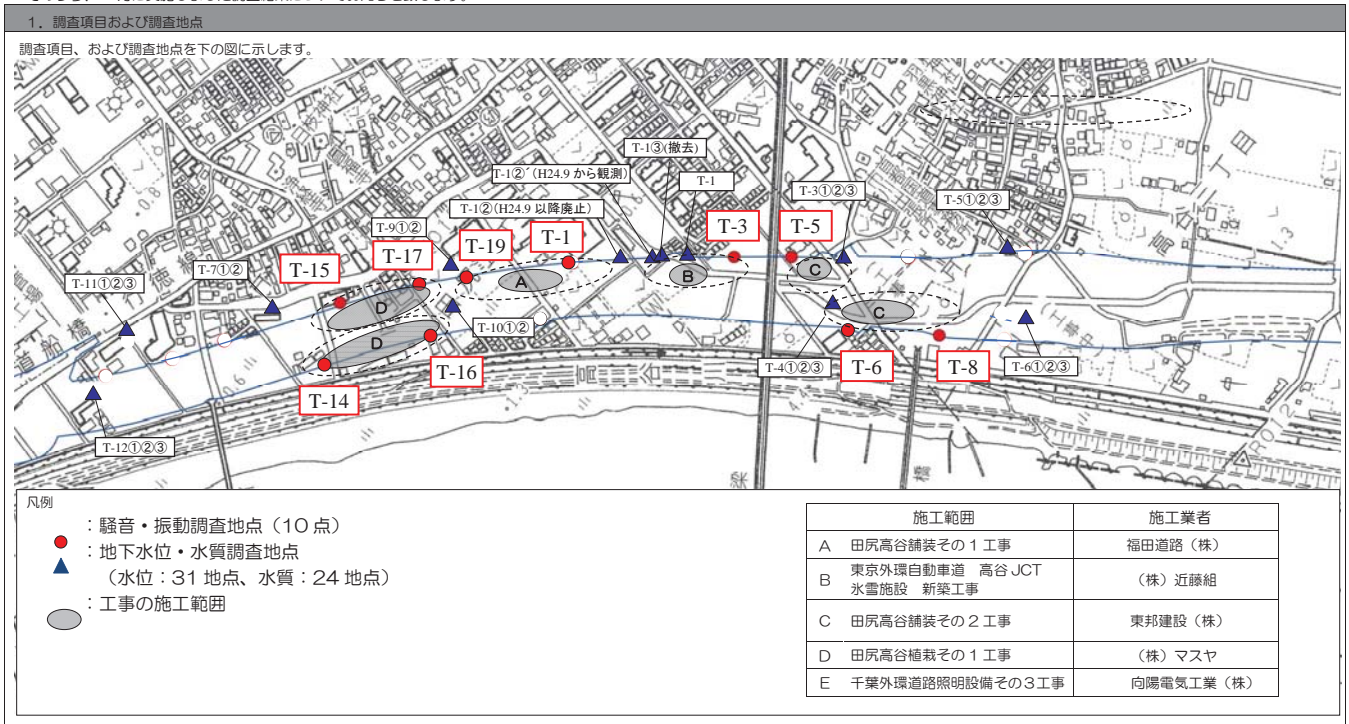 1．調査項目および調査地点
調査項目、および調査地点を下の図に示します。
T-1③(撤去)
T-1②´(H24.9 から観測)
T-1
T-1②(H24.9 以降廃止)
T-3①②③
T-5①②③
T-9①②
T-3
T-5
T-17
T-19
T-1
T-15
T-7①②
T-11①②③
A
B
C
D
C
D
T-10①②
T-16
T-14
T-4①②③
T-6
T-8
T-6①②③
T-12①②③
高谷
梁
橋
凡例
：騒音・振動調査地点（10 点）
：地下水位・水質調査地点
（水位：31 地点、水質：24 地点）
：工事の施工範囲
施工範囲 施工業者
A 田尻高谷舗装その 1 工事 福田道路（株）
B 東京外環自動車道　高谷 JCT
氷雪施設　新築工事 （株）近藤組
C 田尻高谷舗装その 2 工事 東邦建設（株）
D 田尻高谷植栽その 1 工事 （株）マスヤ
E 千葉外環道路照明設備その３工事 向陽電気工業（株）